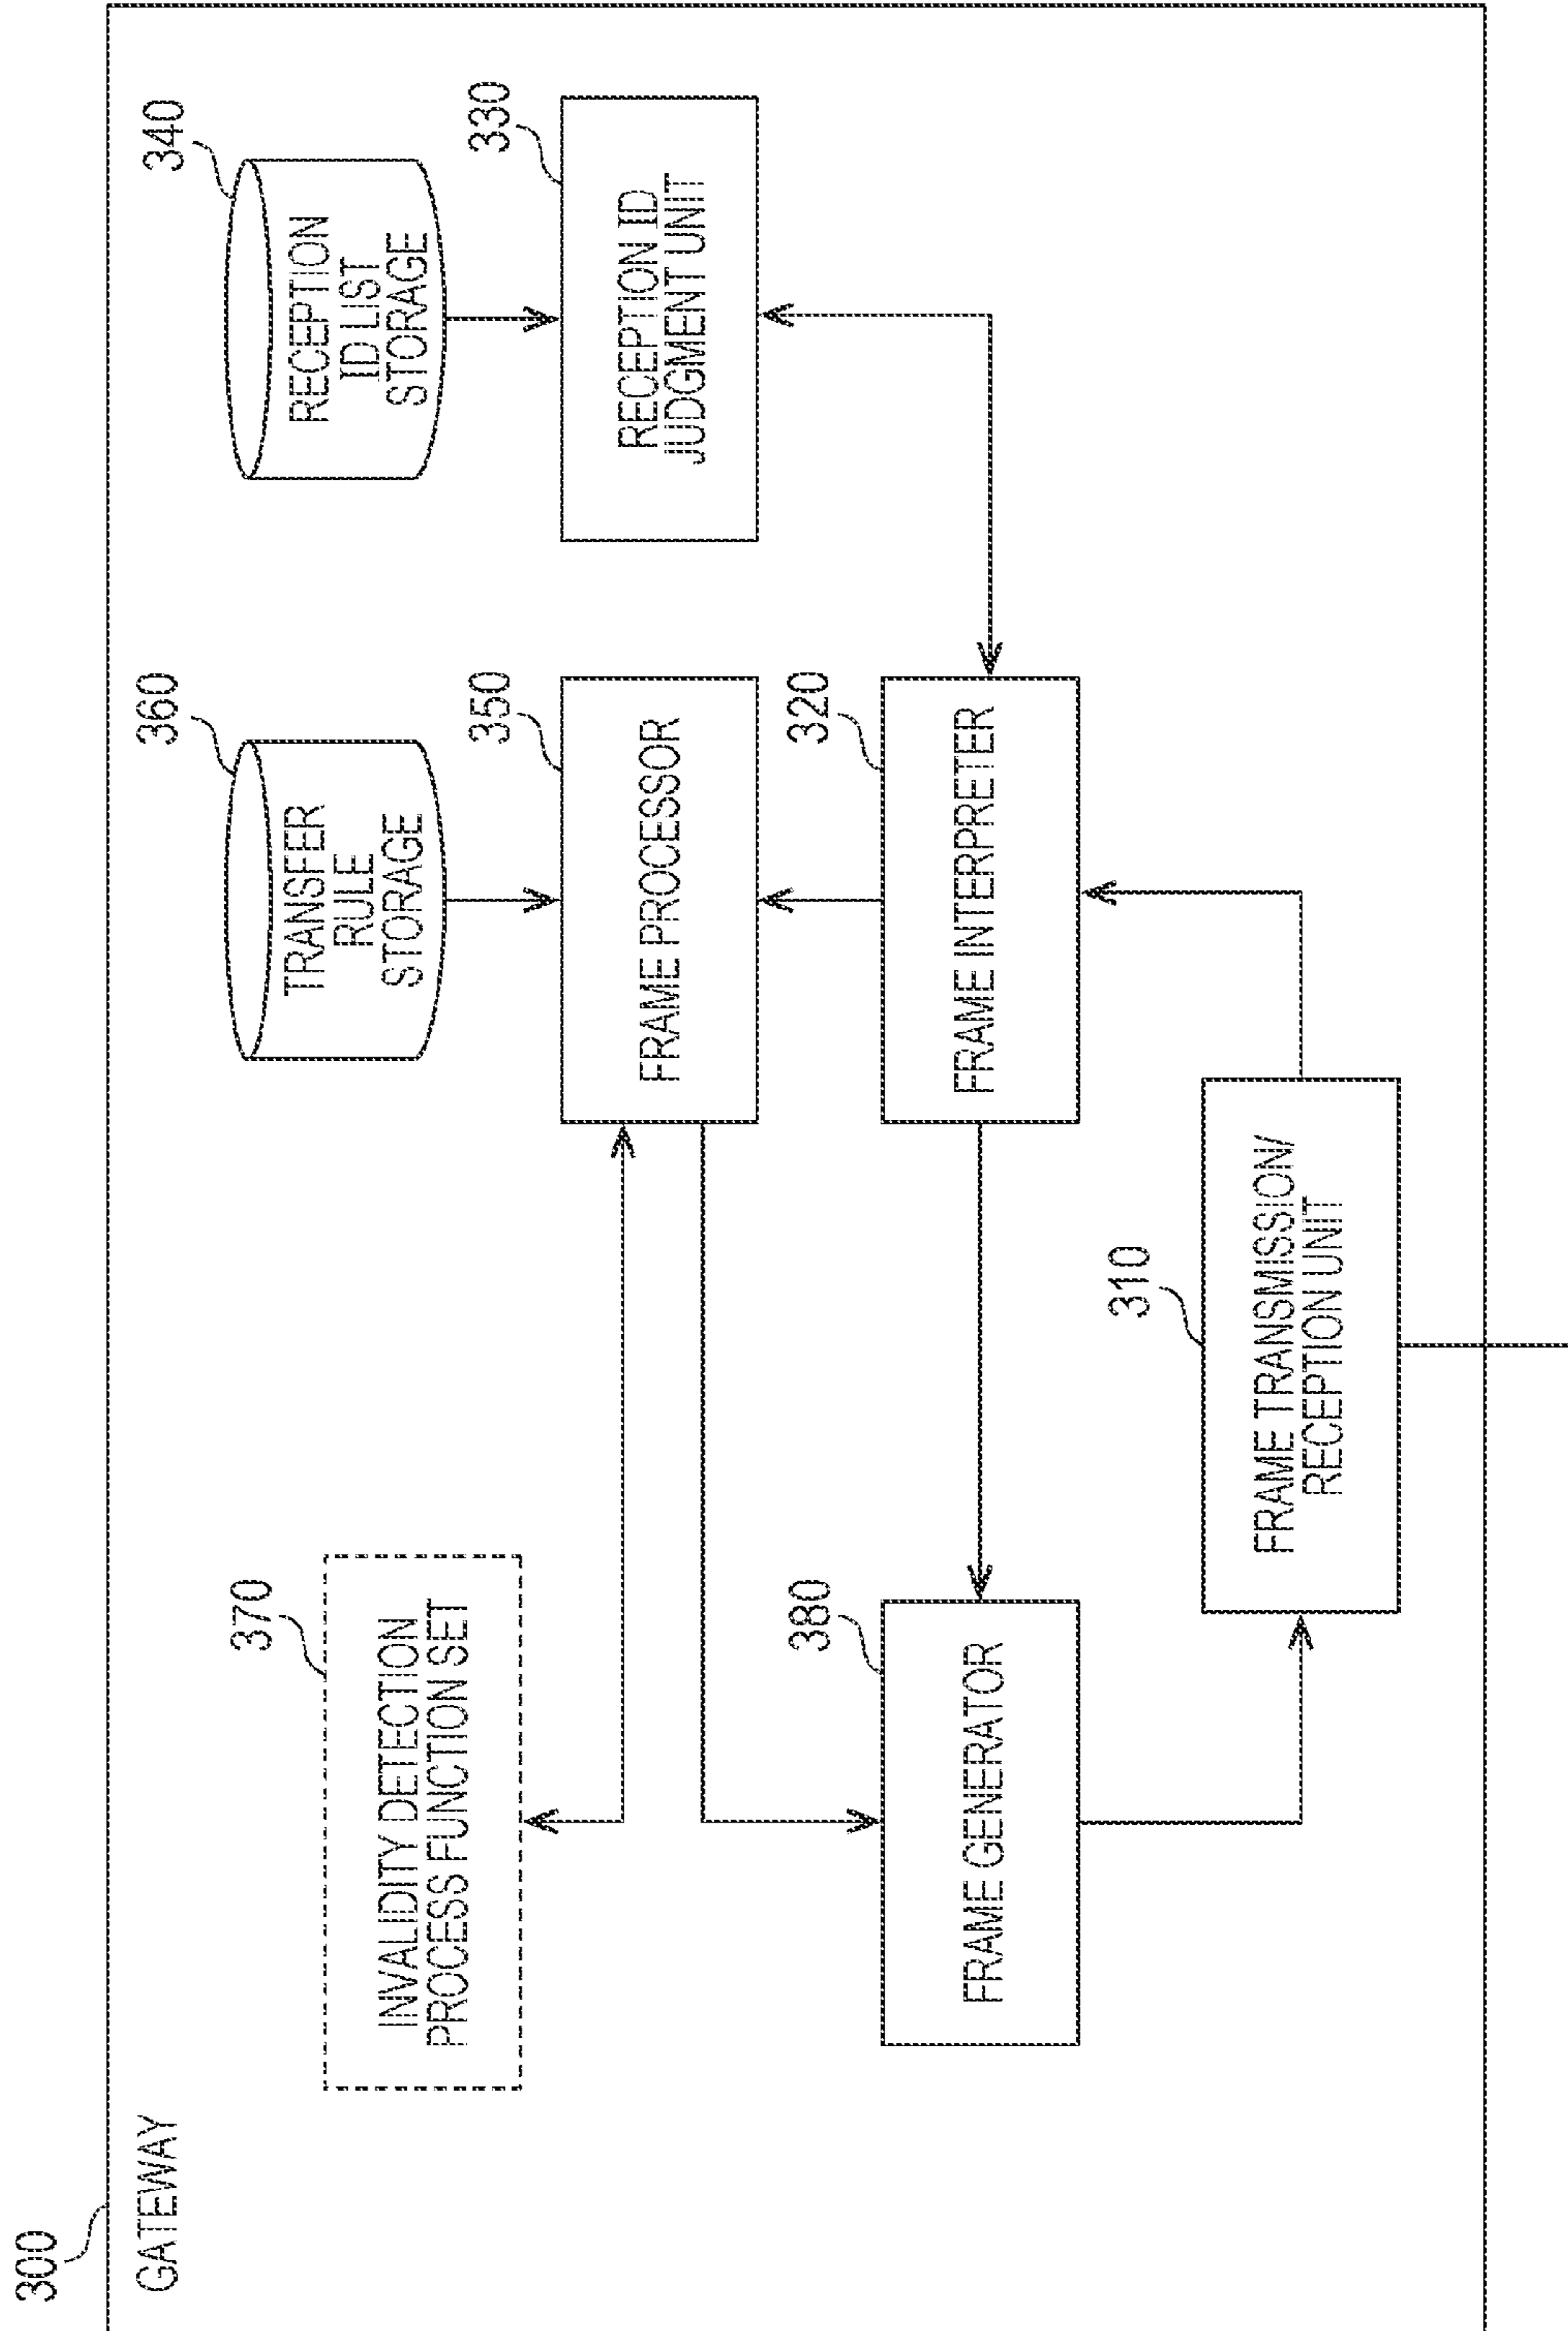 300
GATEWAY
370
INVALIDITY DETECTION
PROCESS FUNCTION SET
360
TRANSFER
RULE
STORAGE
340
RECEPTION
ID LIST
STORAGE
350
FRAME PROCESSOR
330
RECEPTION ID
JUDGMENT UNIT
380
FRAME GENERATOR
320
FRAME INTERPRETER
310
FRAME TRANSMISSION/
RECEPTION UNIT